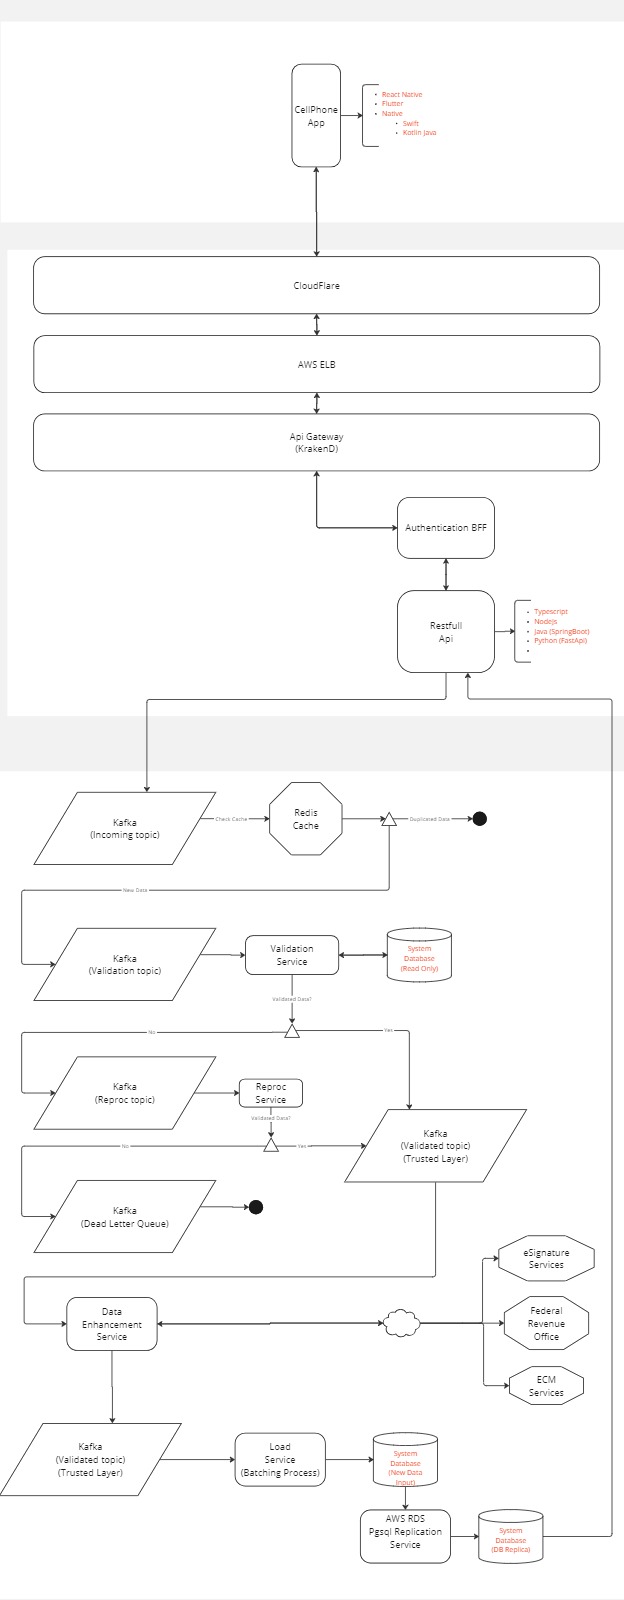 CellPhone
App
React Native
Flutter
Native
Swift
Kotlin Java
CloudFlare
AWS ELB
Api Gateway
(KrakenD)
Authentication BFF
Restfull
Api
Typescript
Nodejs
Java (SpringBoot)
Python (FastApi)
Kafka
(Incoming topic)
Check Cache
Redis
Cache
Duplicated Data
New Data
Kafka
(Validation topic)
Validation
Service
System
Database
(Read Only)
Validated Data?
No
Yes
Kafka
(Reproc topic)
Reproc
Service
Validated Data?
No
Yes
Kafka
(Validated topic)
(Trusted Layer)
Kafka
(Dead Letter Queue)
eSignature
Services
Data
Enhancement
Service
Federal
Revenue
Office
ECM
Services
Kafka
(Validated topic)
(Trusted Layer)
Load
Service
(Batching Process)
System
Database
(New Data
Input)
AWS RDS
Pgsql Replication
Service
System
Database
(DB Replica)